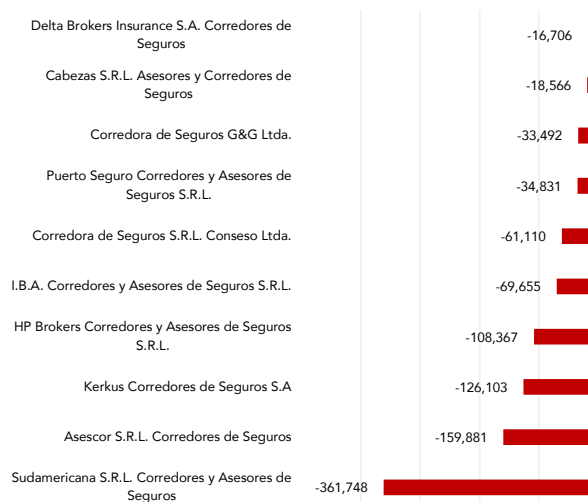 Delta Brokers Insurance S.A. Corredores de
Seguros
-16,706
Cabezas S.R.L. Asesores y Corredores de
Seguros
-18,566
Corredora de Seguros G&G Ltda.
-33,492
Puerto Seguro Corredores y Asesores de
Seguros S.R.L.
-34,831
Corredora de Seguros S.R.L. Conseso Ltda.
-61,110
I.B.A. Corredores y Asesores de Seguros S.R.L.
-69,655
HP Brokers Corredores y Asesores de Seguros
S.R.L.
-108,367
Kerkus Corredores de Seguros S.A
-126,103
Asescor S.R.L. Corredores de Seguros
-159,881
Sudamericana S.R.L. Corredores y Asesores de
Seguros
-361,748